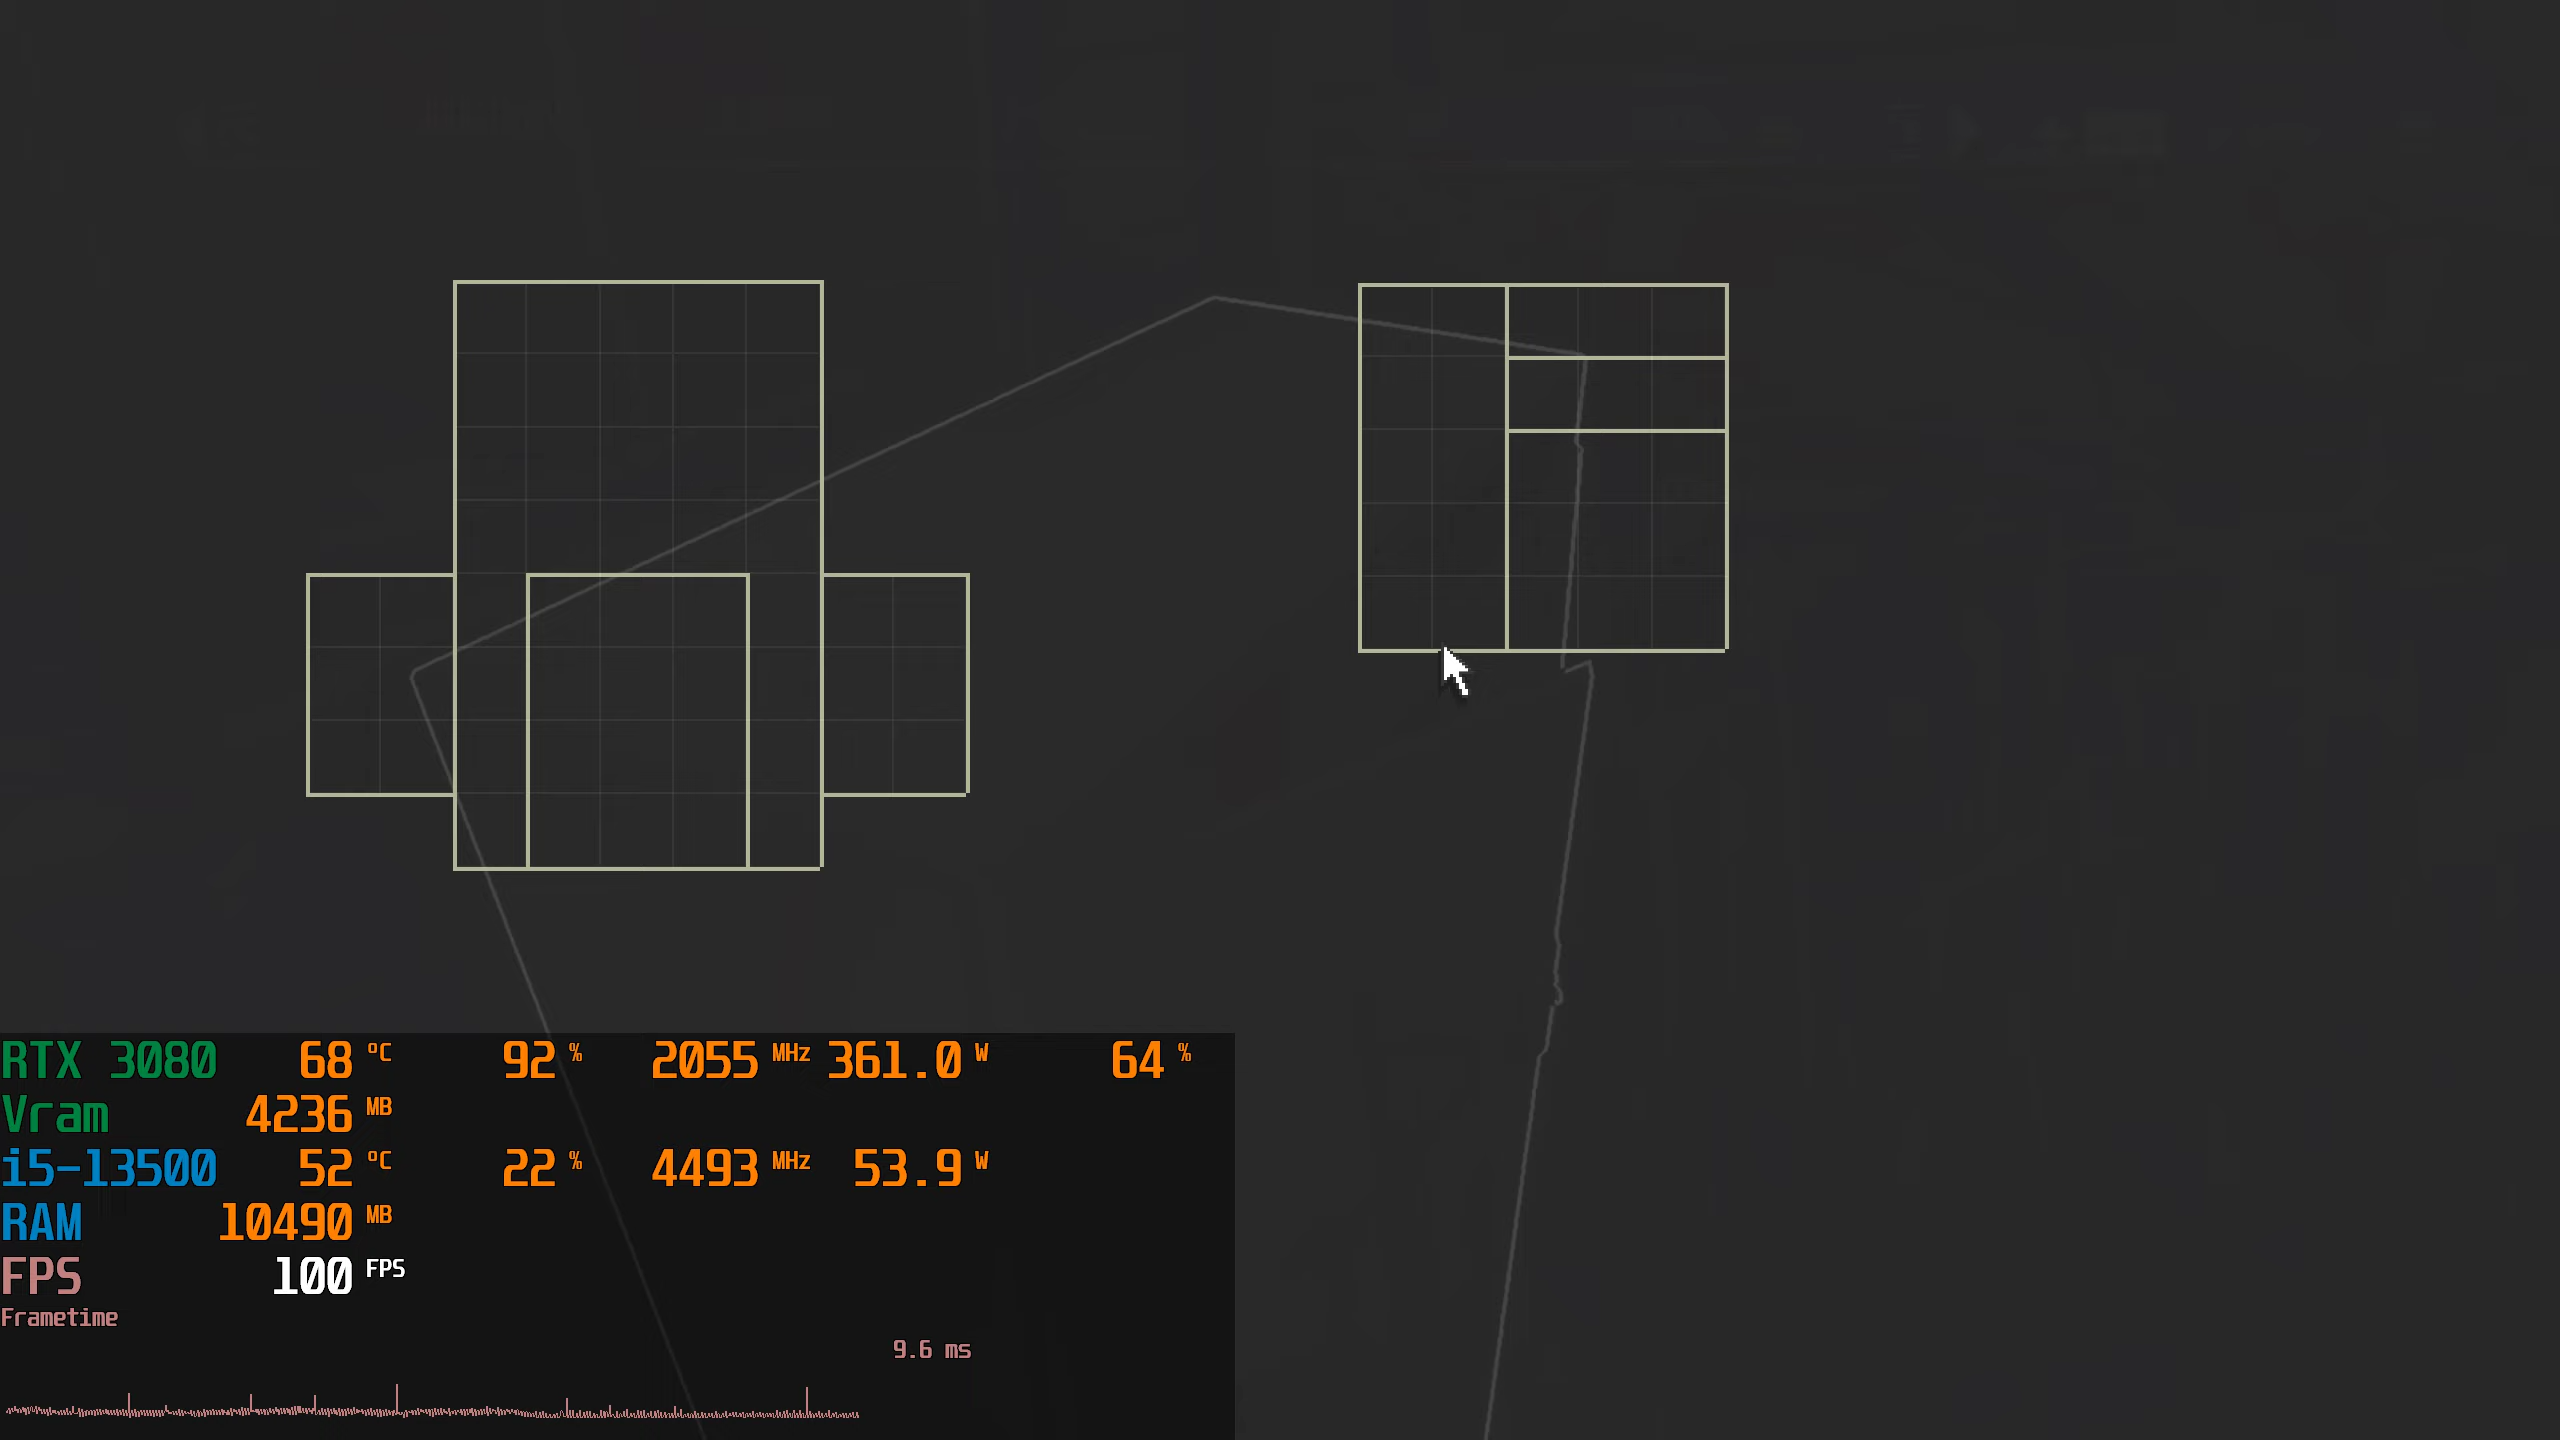 RTX 3080 68 °C 92 % 2055 MHz 361.0 W 64 %
Vram 4236 MB
i5-13500 52 °C 22 % 4493 MHz 53.9 W
RAM 10490 MB
FPS 100 FPS
Frametime
9.6 ms